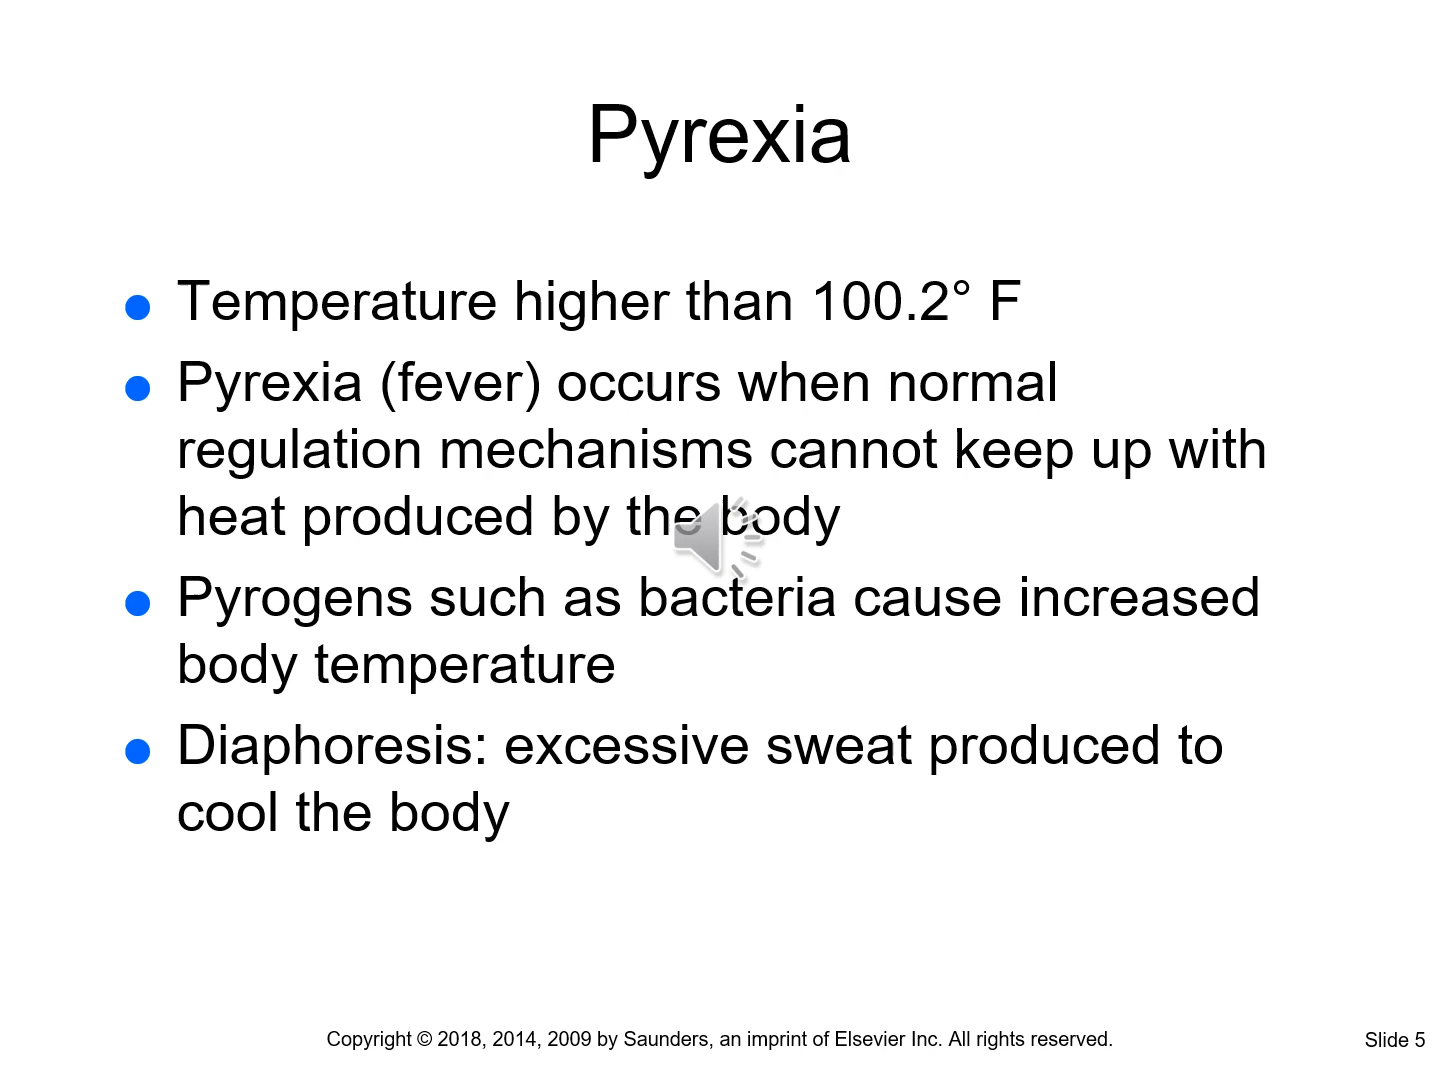 Pyrexia
● Temperature higher than 100.2° F
● Pyrexia (fever) occurs when normal
regulation mechanisms cannot keep up with
heat produced by the body
● Pyrogens such as bacteria cause increased
body temperature
● Diaphoresis: excessive sweat produced to
cool the body
Copyright © 2018, 2014, 2009 by Saunders, an imprint of Elsevier Inc. All rights reserved.
Slide 5